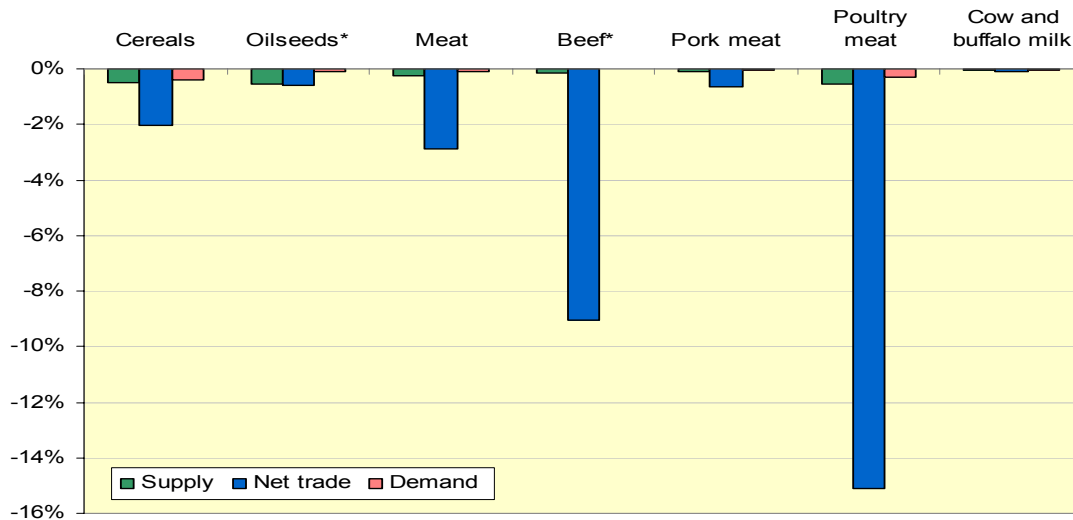 Cereals
Oilseeds*
Meat
Beef*
Pork meat
Poultry
meat
Cow and
buffalo milk
0%
-2%
-4%
-6%
-8%
-10%
-12%
-14%
-16%
Supply
Net trade
Demand